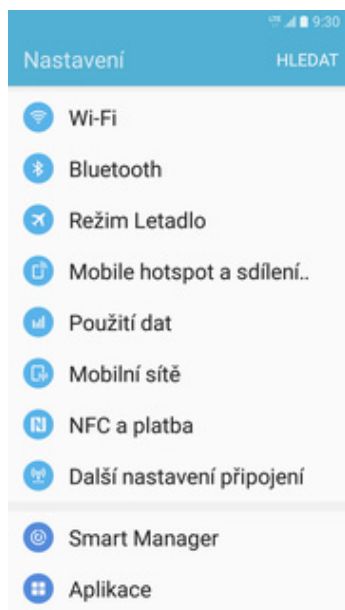 9:30
Nastavení HLEDAT
Wi-Fi
Bluetooth
Režim Letadlo
Mobile hotspot a sdílení..
Použití dat
Mobilní sítě
NFC a platba
Další nastavení připojení
Smart Manager
Aplikace